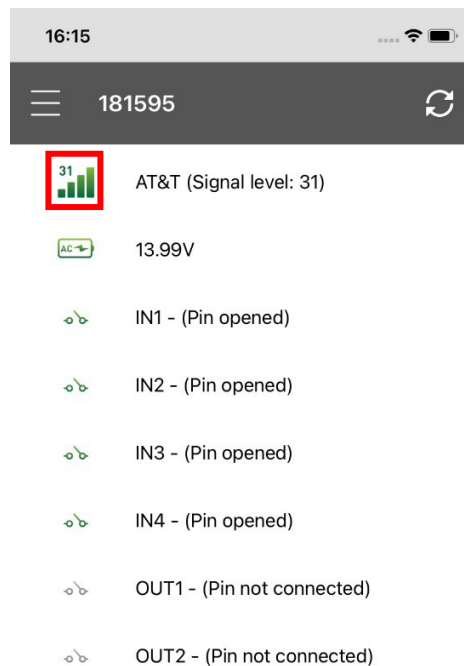 16:15
181595
31
AT&T (Signal level: 31)
AC
13.99V
IN1 - (Pin opened)
IN2 - (Pin opened)
IN3 - (Pin opened)
IN4 - (Pin opened)
OUT1 - (Pin not connected)
OUT2 - (Pin not connected)